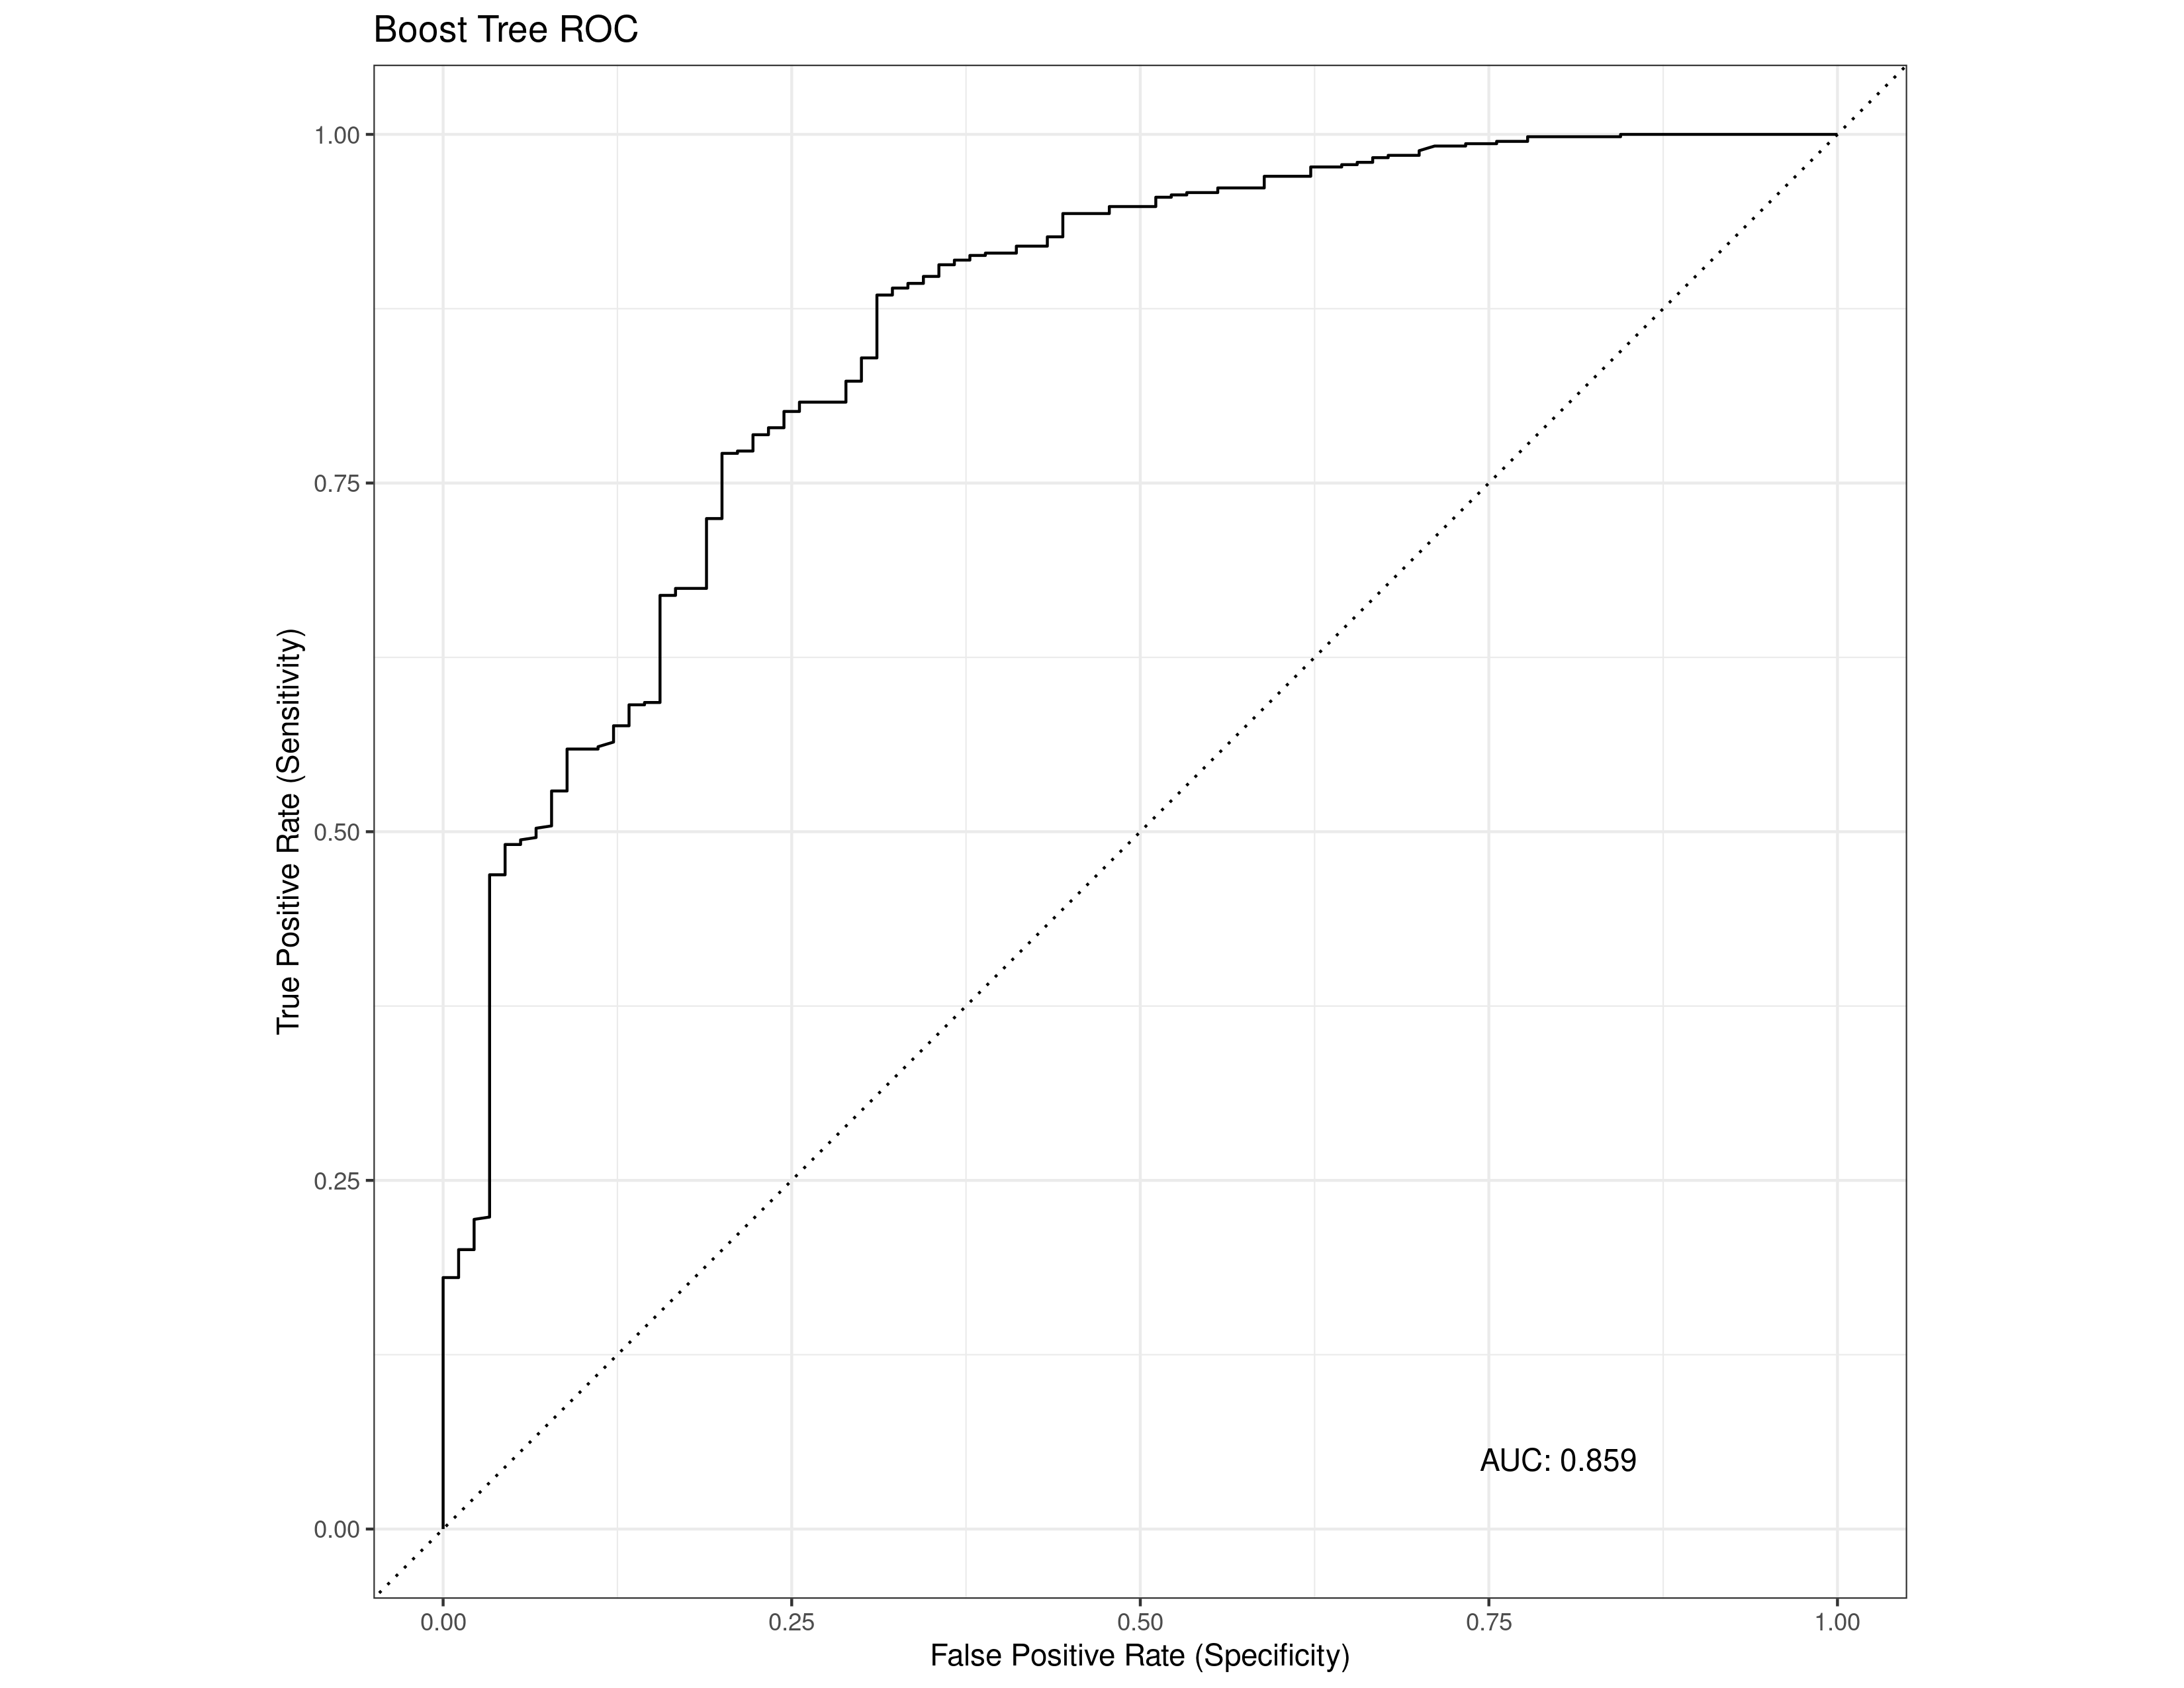 Boost Tree ROC
True Positive Rate (Sensitivity)
1.00
0.75
0.50
0.25
0.00
AUC: 0.859
0.00 0.25 0.50 0.75 1.00
False Positive Rate (Specificity)